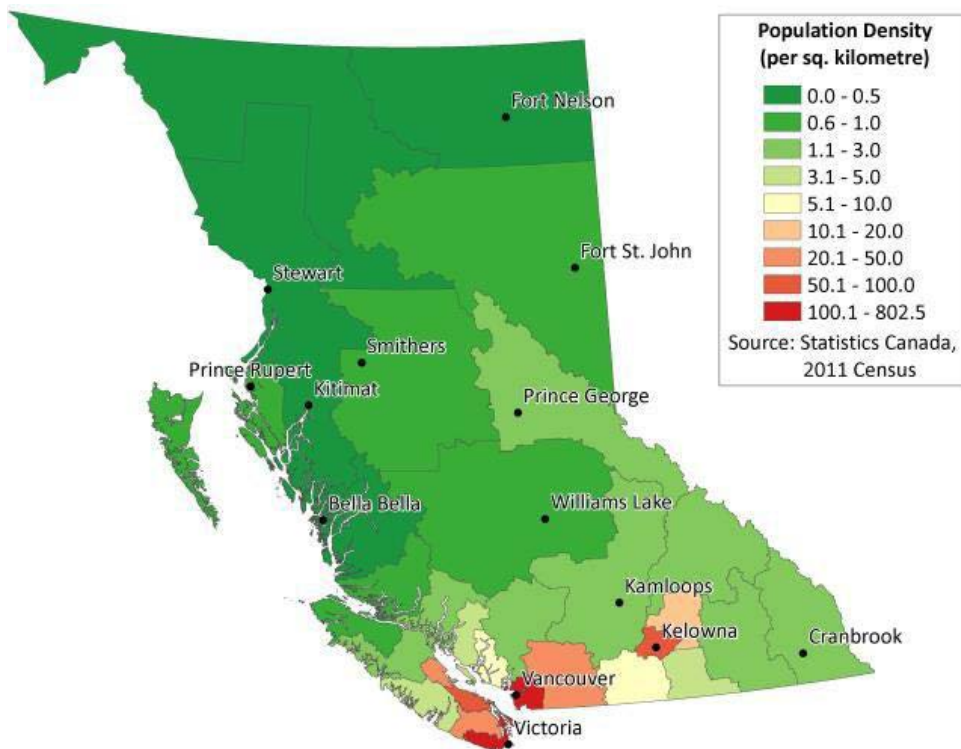 Population Density
(per sq. kilometre)
0.0 - 0.5
0.6 - 1.0
1.1 - 3.0
3.1 - 5.0
5.1 - 10.0
10.1 - 20.0
20.1 - 50.0
50.1 - 100.0
100.1 - 802.5
Source: Statistics Canada,
2011 Census
Fort Nelson
Fort St. John
Stewart
Smithers
Prince Rupert
Kitimat
Prince George
Bella Bella
Williams Lake
Kamloops
Kelowna
Cranbrook
Vancouver
Victoria